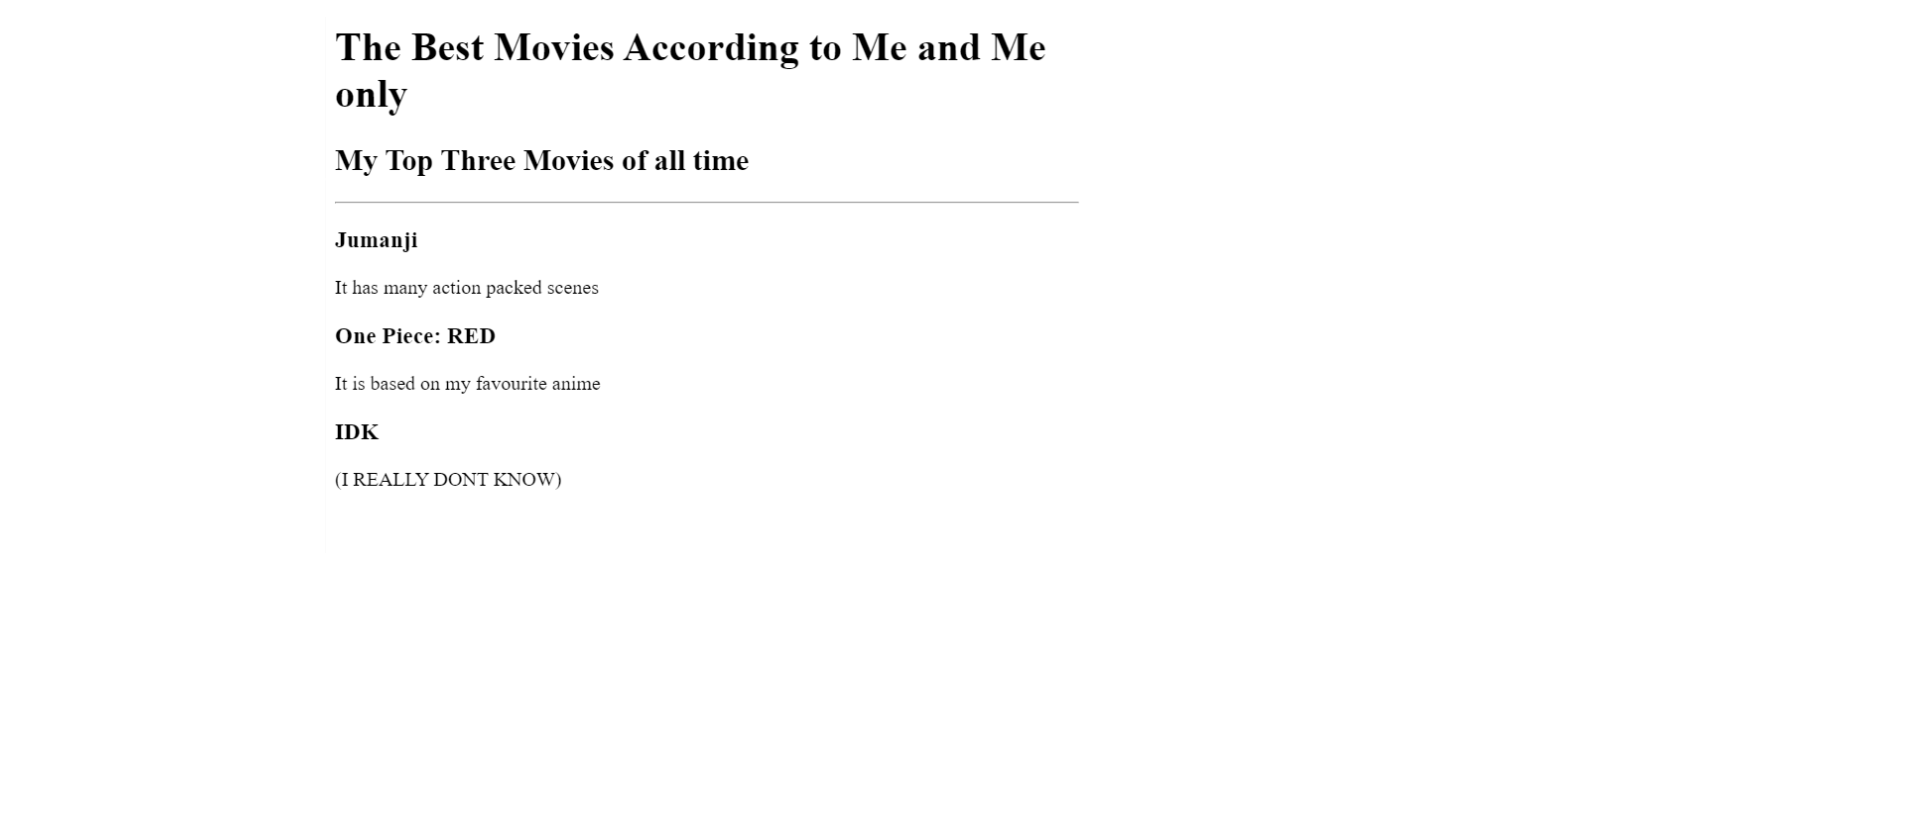 The Best Movies According to Me and Me
only
My Top Three Movies of all time
Jumanji
It has many action packed scenes
One Piece: RED
It is based on my favourite anime
IDK
(I REALLY DONT KNOW)